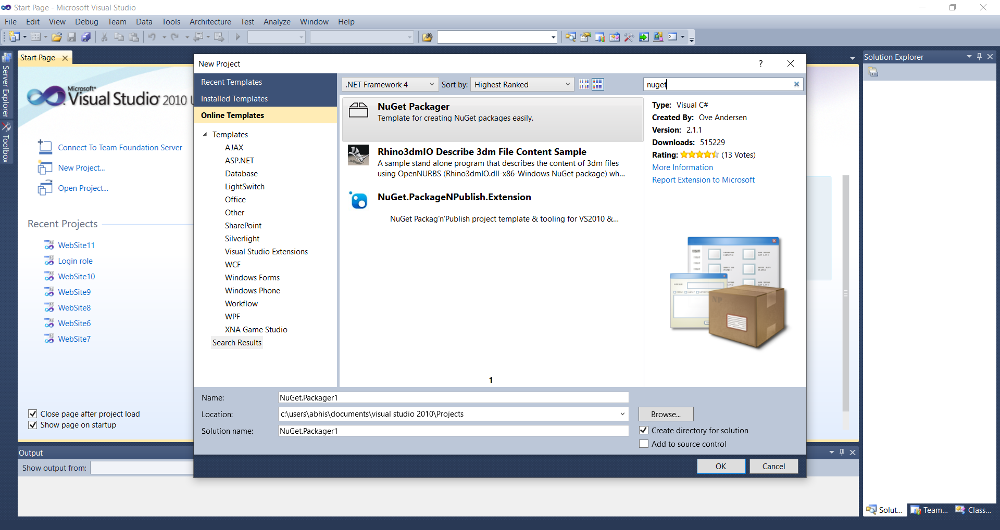 Start Page - Microsoft Visual Studio
File Edit View Debug Team Data Tools Architecture Test Analyze Window Help
Server Explorer
Toolbox
Start Page
Microsoft®
Visual Studio® 2010 U
Connect To Team Foundation Server
New Project...
Open Project...
Recent Projects
WebSite11
Login role
WebSite10
WebSite9
WebSite8
WebSite6
WebSite7
Close page after project load
Show page on startup
New Project
?
Recent Templates
Installed Templates
Online Templates
Templates
AJAX
ASP.NET
Database
LightSwitch
Office
Other
SharePoint
Silverlight
Visual Studio Extensions
WCF
Windows Forms
Windows Phone
Workflow
WPF
XNA Game Studio
Search Results
.NET Framework 4 Sort by: Highest Ranked
nuget
NuGet Packager
Template for creating NuGet packages easily.
Rhino3dmIO Describe 3dm File Content Sample
A sample stand alone program that describes the content of 3dm files
using OpenNURBS (Rhino3dmIO.dll-x86-Windows NuGet package) wh...
NuGet.PackageNPublish.Extension
NuGet Packag'n'Publish project template & tooling for VS2010 &...
1
Type: Visual C#
Created By: Ove Andersen
Version: 2.1.1
Downloads: 515229
Rating: (13 Votes)
More Information
Report Extension to Microsoft
NP
Name: NuGet.Packager1
Location: c:\users\abhis\documents\visual studio 2010\Projects
Browse...
Solution name: NuGet.Packager1
Create directory for solution
Add to source control
OK Cancel
Output
Show output from:
Solution Explorer
Solut... Team... Class...